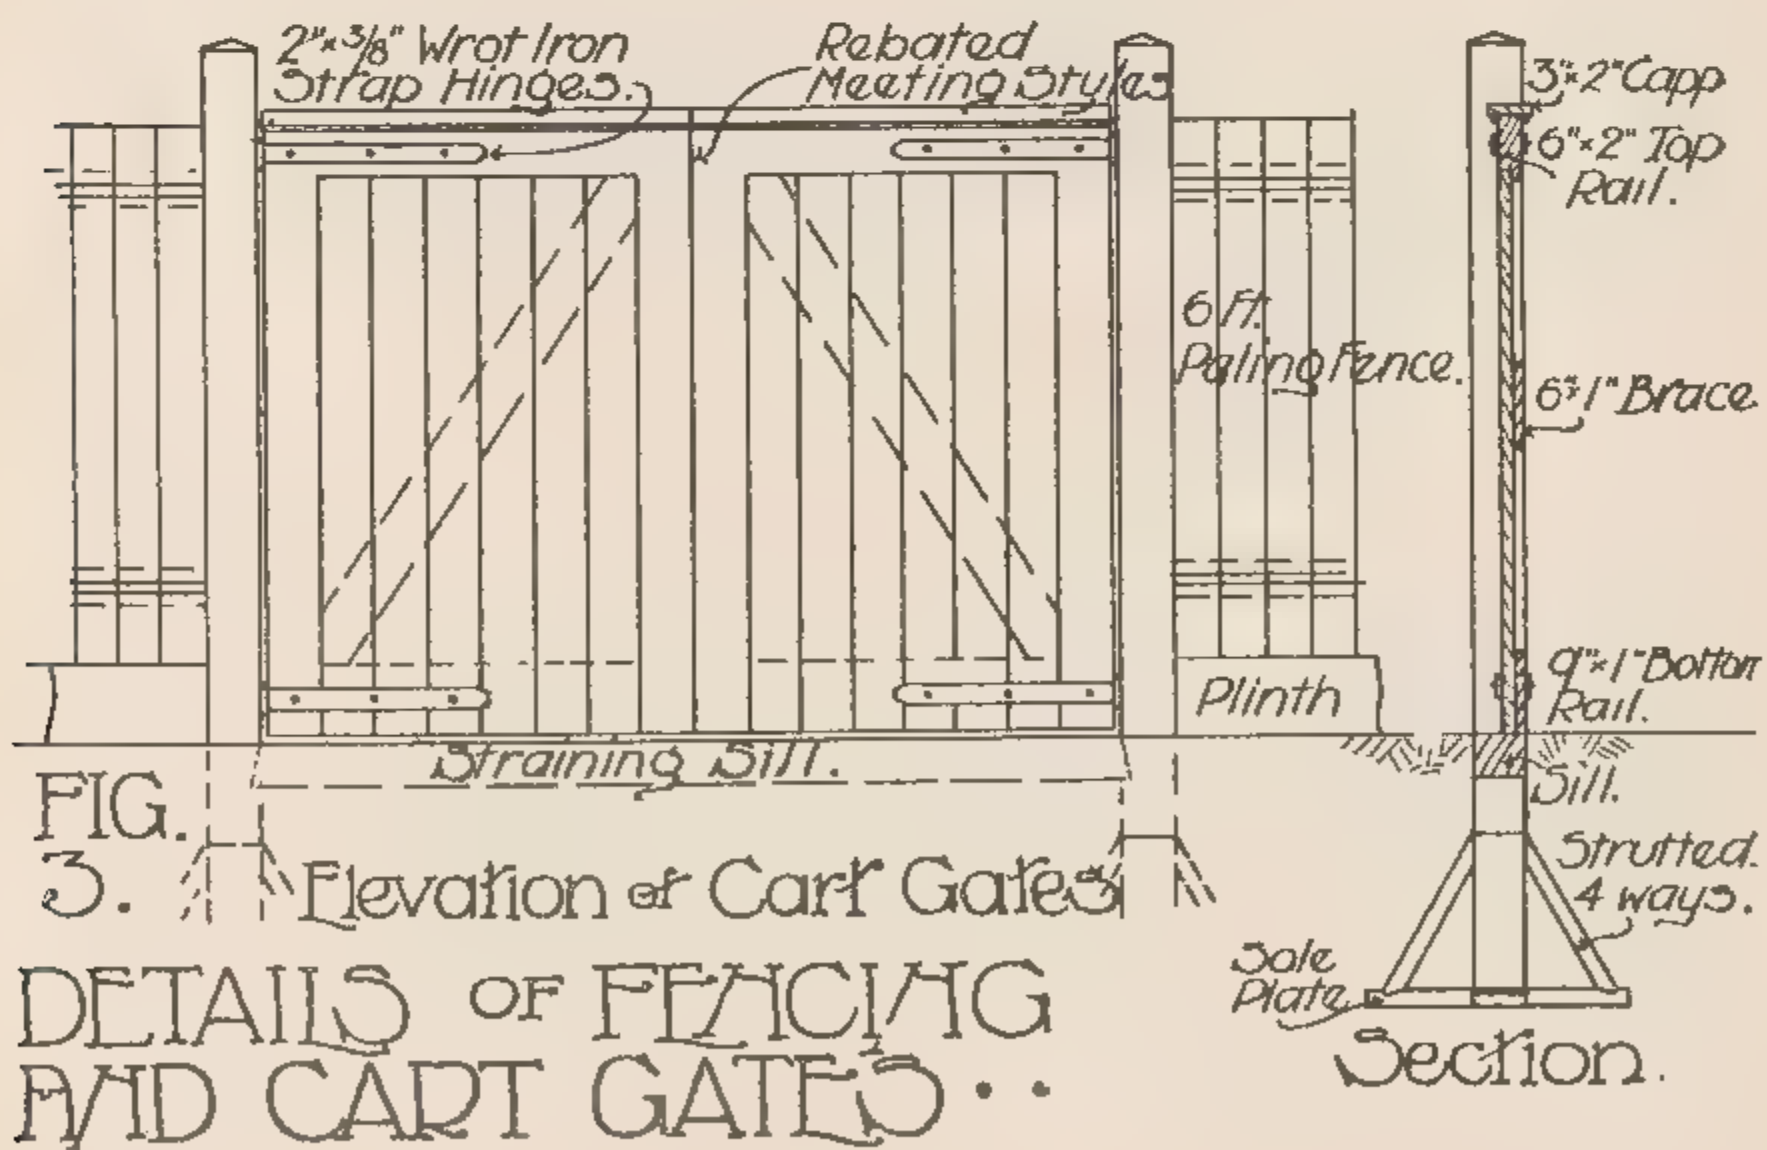 2"×3/8" Wrot Iron
Strap Hinges.
Rebated
Meeting Styles
3"×2" Capp
6"×2" Top
Rail.
6 Ft.
Paling Fence.
6"×1" Brace
9"×1" Bottom
Rail.
Plinth
Straining Sill.
Sill.
FIG.
3.
Elevation of Cart Gates
Strutted.
4 ways.
Sole
Plate
Section.
DETAILS OF FENCING
AND CART GATES